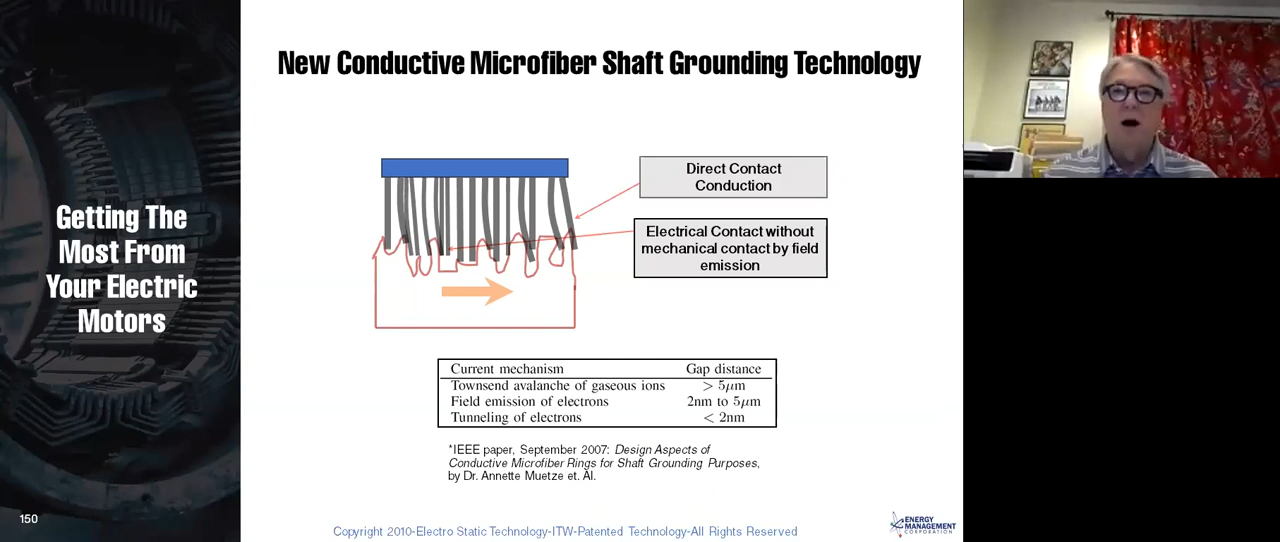 New Conductive Microfiber Shaft Grounding Technology
Getting The
Most From
Your Electric
Motors
Direct Contact
Conduction
Electrical Contact without
mechanical contact by field
emission
Current mechanism Gap distance
Townsend avalanche of gaseous ions > 5μm
Field emission of electrons 2nm to 5μm
Tunneling of electrons < 2nm
*IEEE paper, September 2007: Design Aspects of
Conductive Microfiber Rings for Shaft Grounding Purposes,
by Dr. Annette Muetze et. Al.
150
Copyright 2010-Electro Static Technology-ITW-Patented Technology-All Rights Reserved
ENERGY
MANAGEMENT
CORPORATION